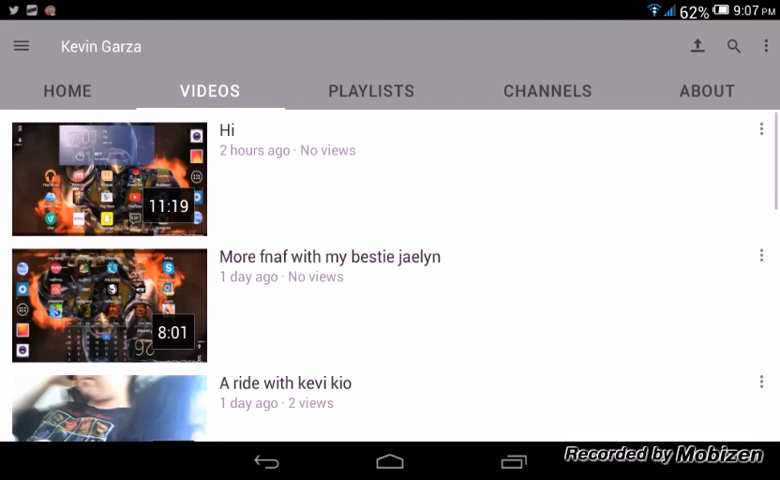 62% 9:07 PM
Kevin Garza
HOME VIDEOS PLAYLISTS CHANNELS ABOUT
Hi
2 hours ago · No views
11:19
More fnaf with my bestie jaelyn
1 day ago · No views
8:01
A ride with kevi kio
1 day ago · 2 views
Recorded by Mobizen